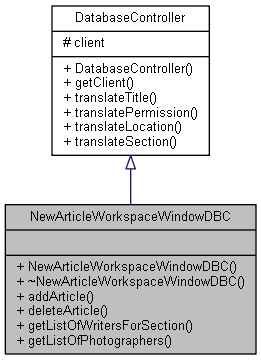 DatabaseController
# client
+ DatabaseController()
+ getClient()
+ translateTitle()
+ translatePermission()
+ translateLocation()
+ translateSection()
NewArticleWorkspaceWindowDBC
+ NewArticleWorkspaceWindowDBC()
+ ~NewArticleWorkspaceWindowDBC()
+ addArticle()
+ deleteArticle()
+ getListOfWritersForSection()
+ getListOfPhotographers()